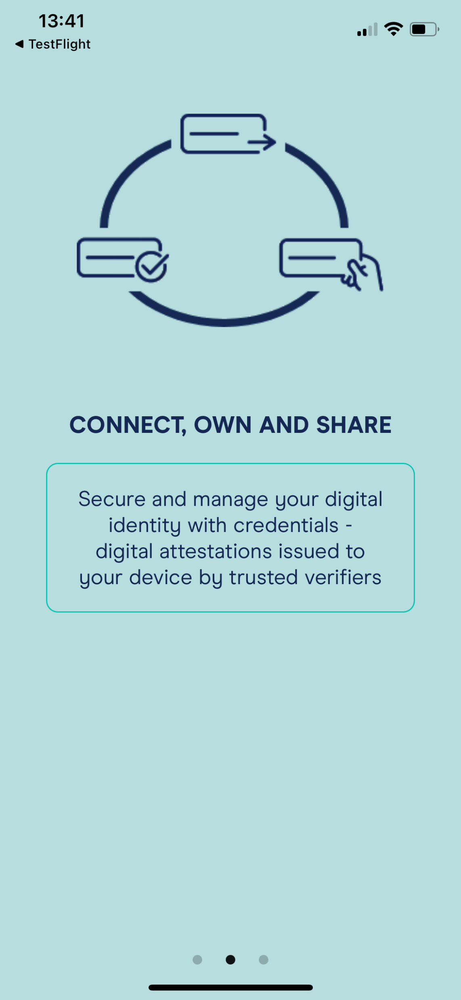 13:41
◀ TestFlight
CONNECT, OWN AND SHARE
Secure and manage your digital
identity with credentials -
digital attestations issued to
your device by trusted verifiers